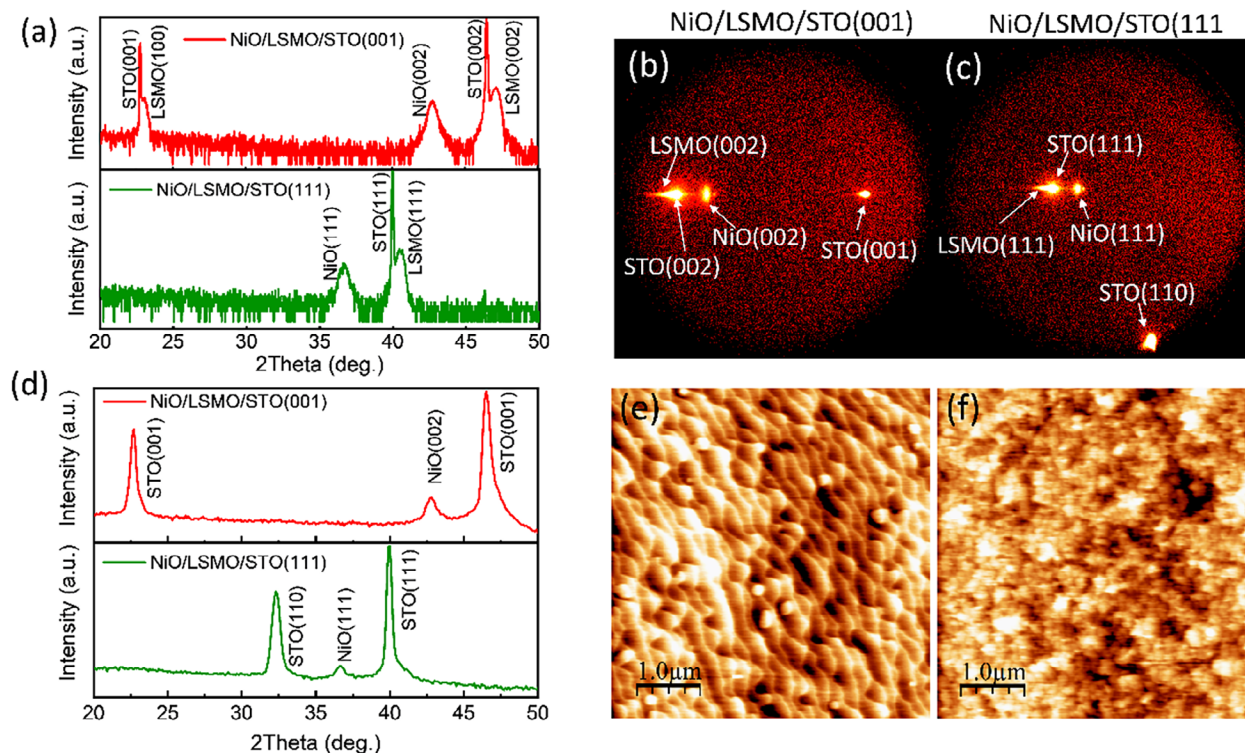 (a)
NiO/LSMO/STO(001)
STO(001)
LSMO(100)
NiO(002)
STO(002)
LSMO(002)
Intensity (a.u.)
NiO/LSMO/STO(111)
NiO(111)
STO(111)
LSMO(111)
Intensity (a.u.)
20 25 30 35 40 45 50
2Theta (deg.)
NiO/LSMO/STO(001)
(b)
LSMO(002)
NiO(002)
STO(002)
STO(001)
NiO/LSMO/STO(111
(c)
STO(111)
LSMO(111)
NiO(111)
STO(110)
(d)
NiO/LSMO/STO(001)
STO(001)
NiO(002)
STO(001)
Intensity (a.u.)
NiO/LSMO/STO(111)
STO(110)
NiO(111)
STO(111)
Intensity (a.u.)
20 25 30 35 40 45 50
2Theta (deg.)
(e)
1.0µm
(f)
1.0µm